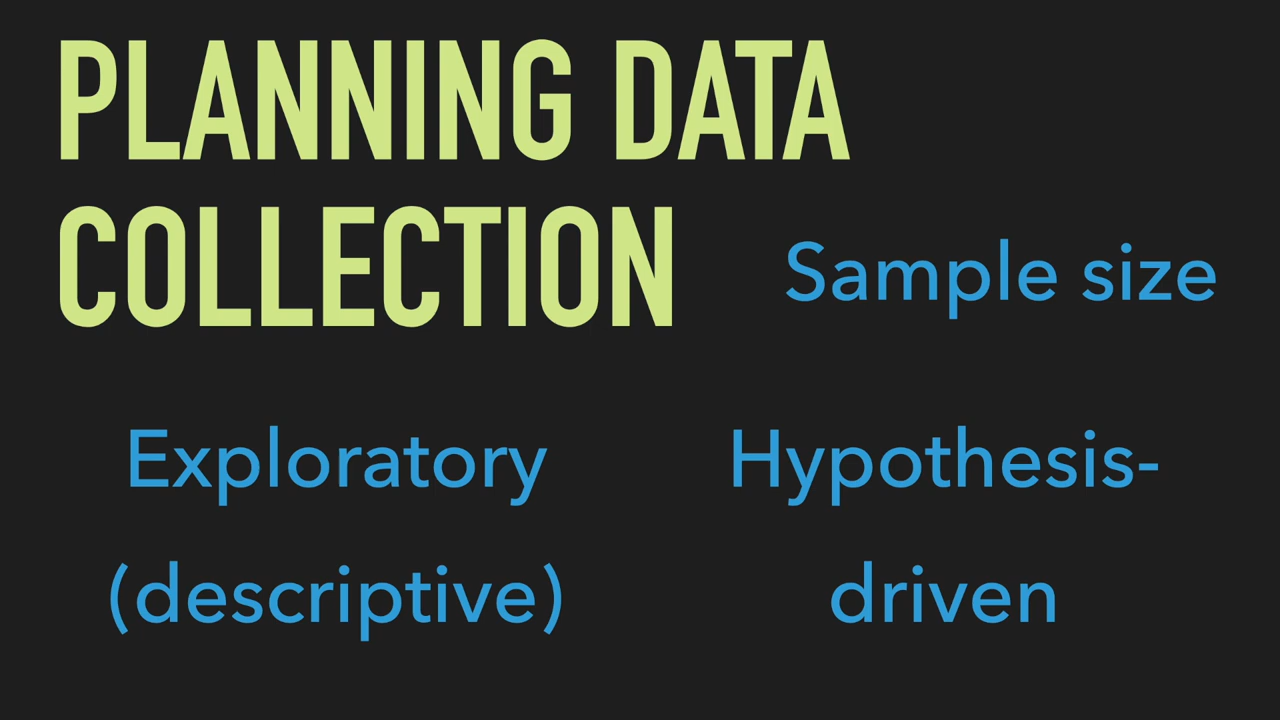 PLANNING DATA
COLLECTION
Sample size
Exploratory
(descriptive)
Hypothesis-
driven